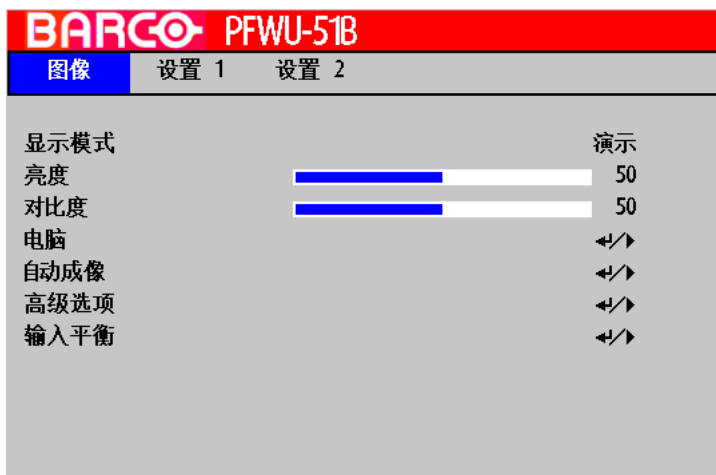 BARCO PFWU-51B
图像 设置 1 设置 2
显示模式 演示
亮度 50
对比度 50
电脑
自动成像
高级选项
输入平衡